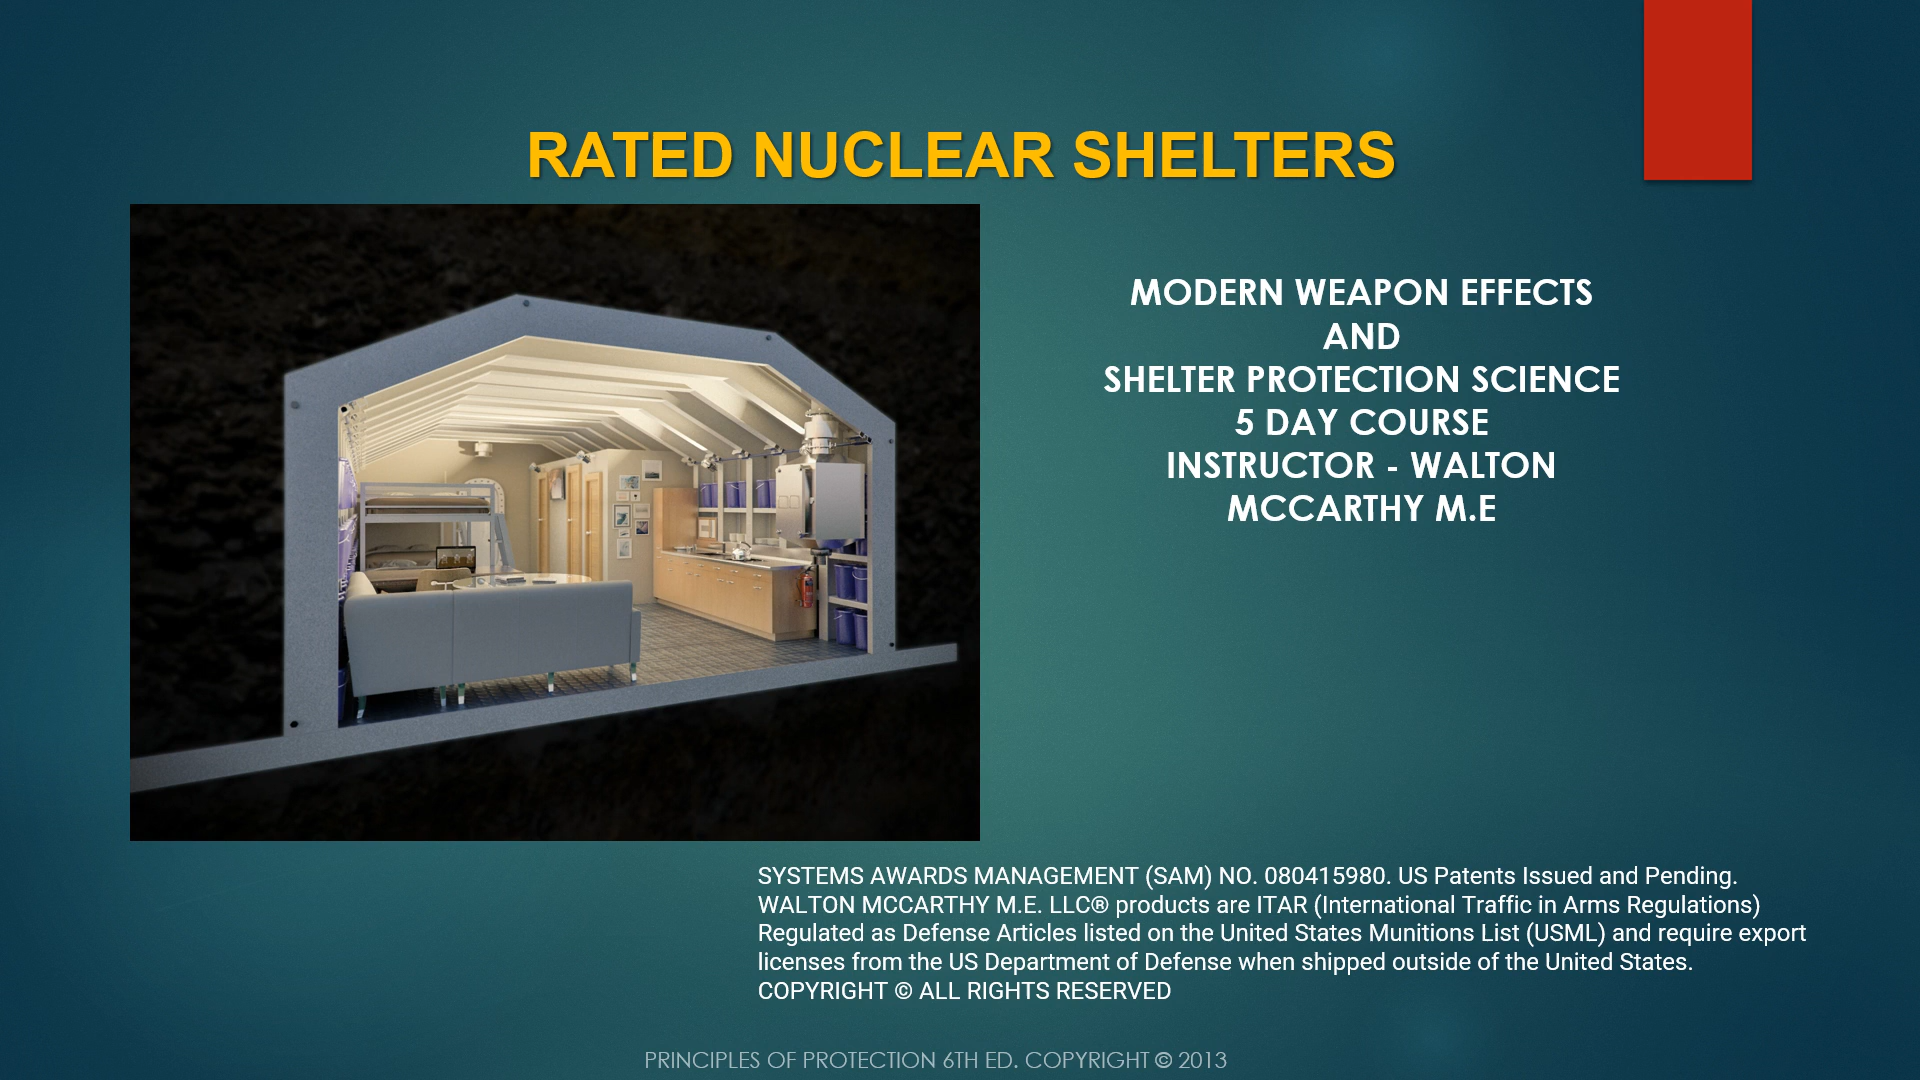 RATED NUCLEAR SHELTERS
MODERN WEAPON EFFECTS
AND
SHELTER PROTECTION SCIENCE
5 DAY COURSE
INSTRUCTOR - WALTON
MCCARTHY M.E
SYSTEMS AWARDS MANAGEMENT (SAM) NO. 080415980. US Patents Issued and Pending.
WALTON MCCARTHY M.E. LLC® products are ITAR (International Traffic in Arms Regulations)
Regulated as Defense Articles listed on the United States Munitions List (USML) and require export
licenses from the US Department of Defense when shipped outside of the United States.
COPYRIGHT © ALL RIGHTS RESERVED
PRINCIPLES OF PROTECTION 6TH ED. COPYRIGHT © 2013